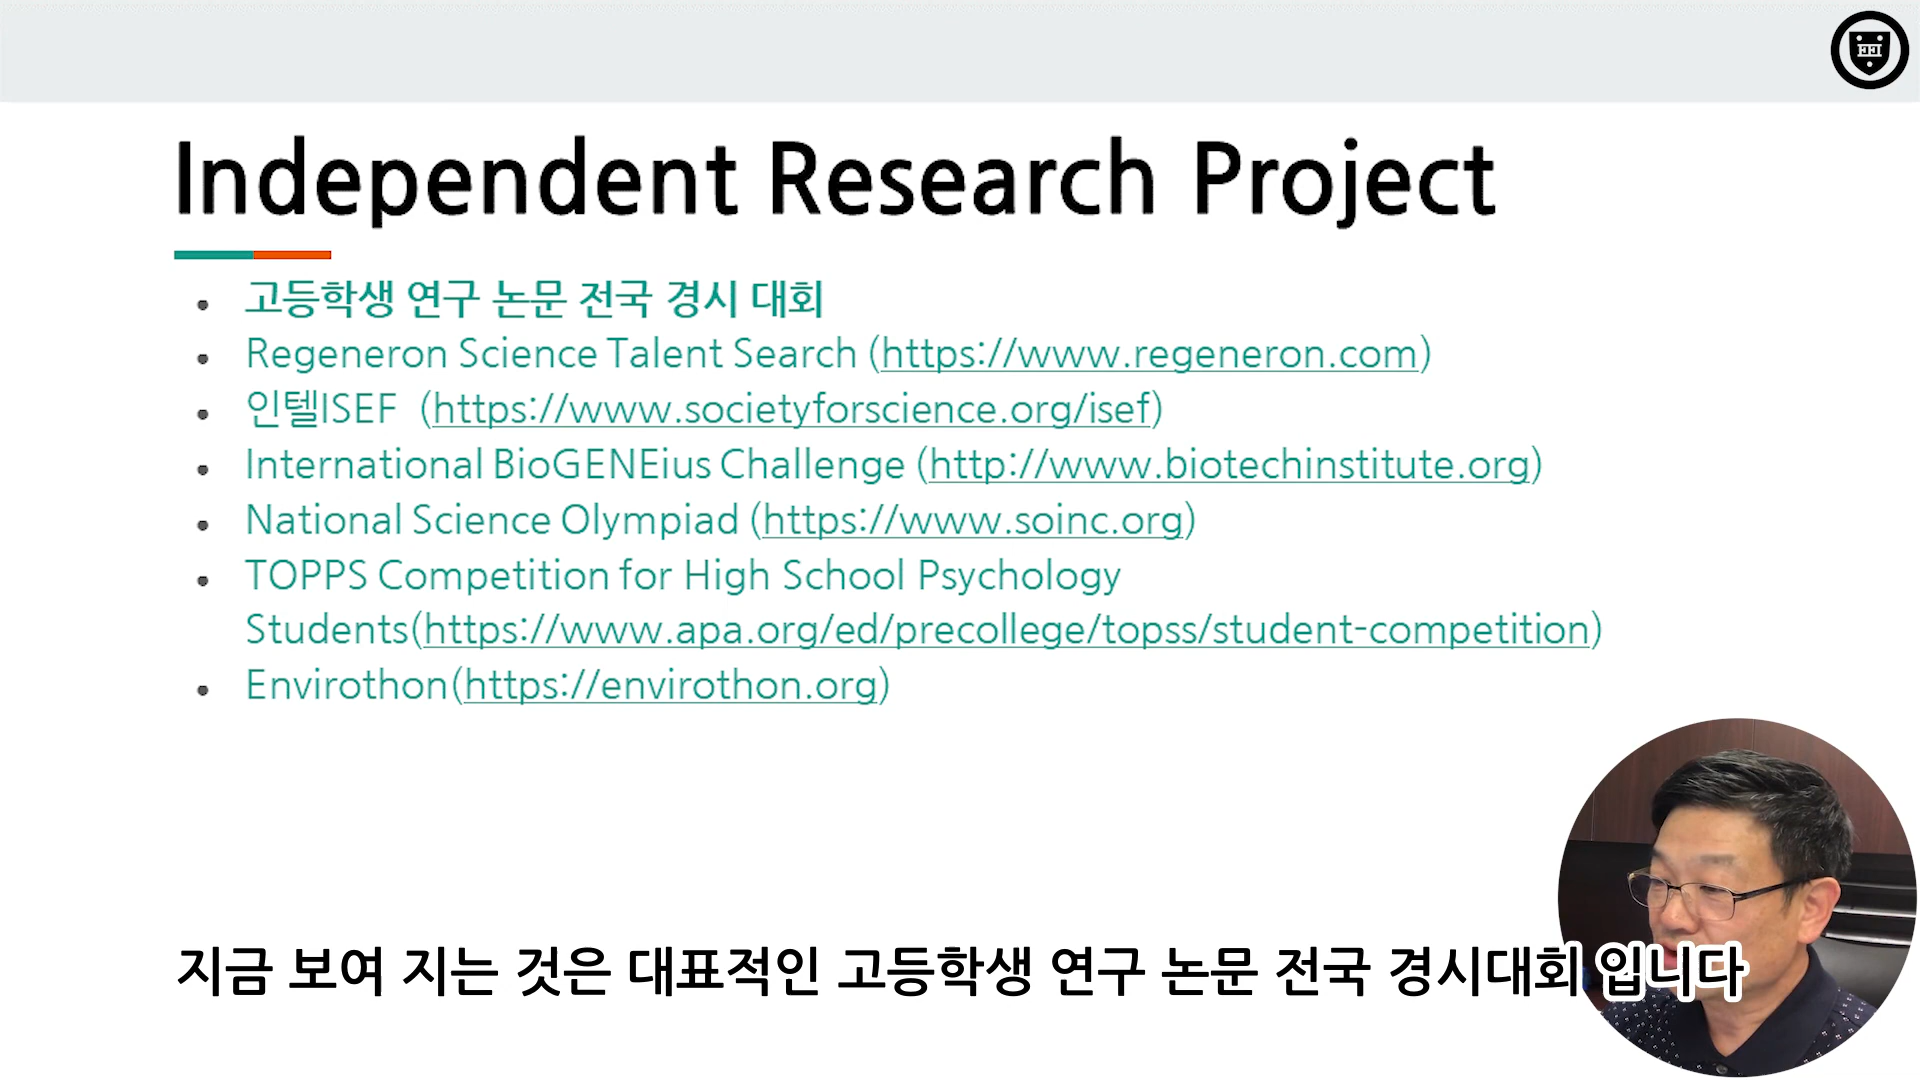 EEI
Independent Research Project
고등학생 연구 논문 전국 경시 대회
Regeneron Science Talent Search (https://www.regeneron.com)
인텔ISEF (https://www.societyforscience.org/isef)
International BioGENEius Challenge (http://www.biotechinstitute.org)
National Science Olympiad (https://www.soinc.org)
TOPPS Competition for High School Psychology
Students(https://www.apa.org/ed/precollege/topss/student-competition)
Envirothon(https://envirothon.org)
지금 보여 지는 것은 대표적인 고등학생 연구 논문 전국 경시대회 입니다